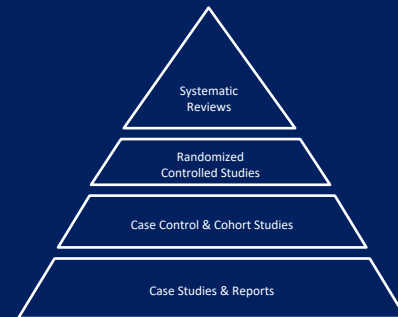 Systematic
Reviews
Randomized
Controlled Studies
Case Control & Cohort Studies
Case Studies & Reports